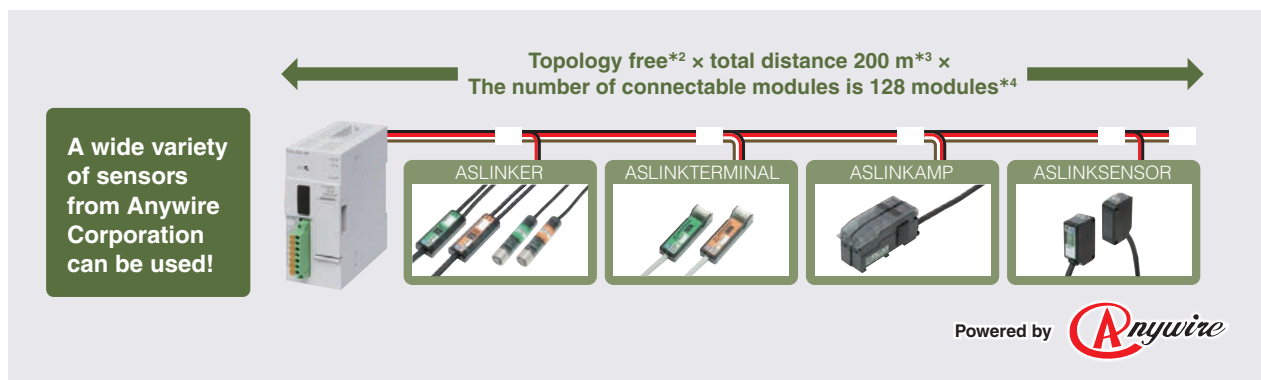 Topology free*2 × total distance 200 m*3 ×
The number of connectable modules is 128 modules*4
A wide variety
of sensors
from Anywire
Corporation
can be used!
ASLINKER
ASLINKTERMINAL
ASLINKAMP
ASLINKSENSOR
Powered by Anywire